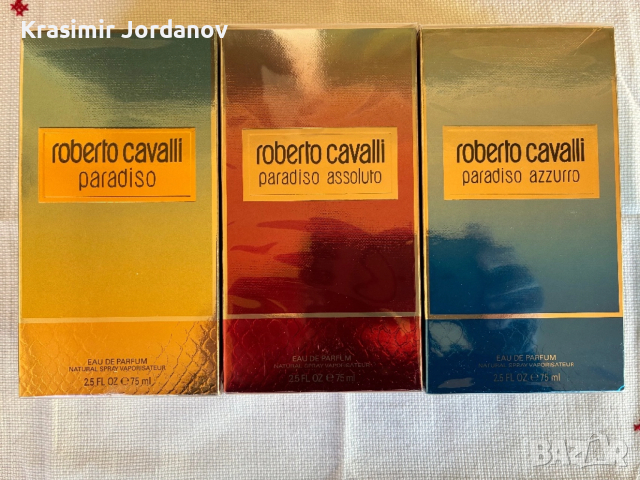 Krasimir Jordanov
roberto cavalli
paradiso
EAU DE PARFUM
NATURAL SPRAY VAPORISATEUR
2.5 FL OZ e 75 ml
roberto cavalli
paradiso assoluto
EAU DE PARFUM
NATURAL SPRAY VAPORISATEUR
2.5 FL OZ e 75 ml
roberto cavalli
paradiso azzurro
EAU DE PARFUM
NATURAL SPRAY VAPORISATEUR
2.5 FL OZ e 75 ml
BAZAR